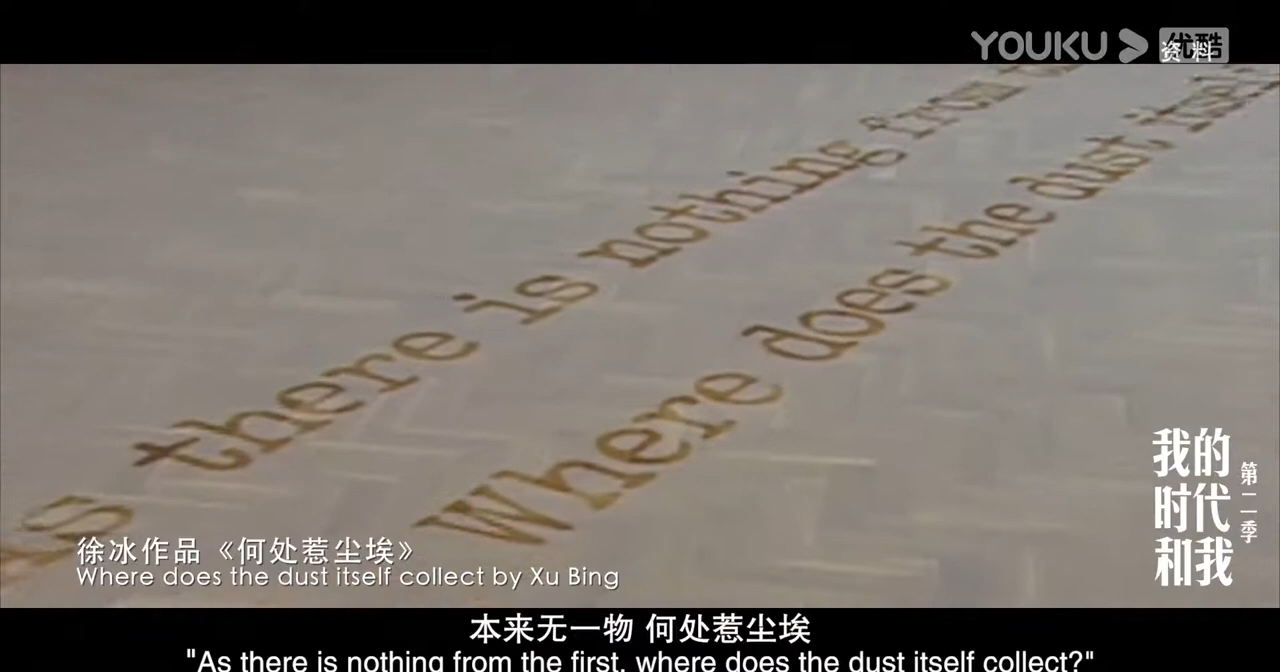 YOUKU 优酷
资料
As there is nothing from
Where does the dust itself
我的
时代
和我
第二季
徐冰作品《何处惹尘埃》
Where does the dust itself collect by Xu Bing
本来无一物 何处惹尘埃
"As there is nothing from the first, where does the dust itself collect?"